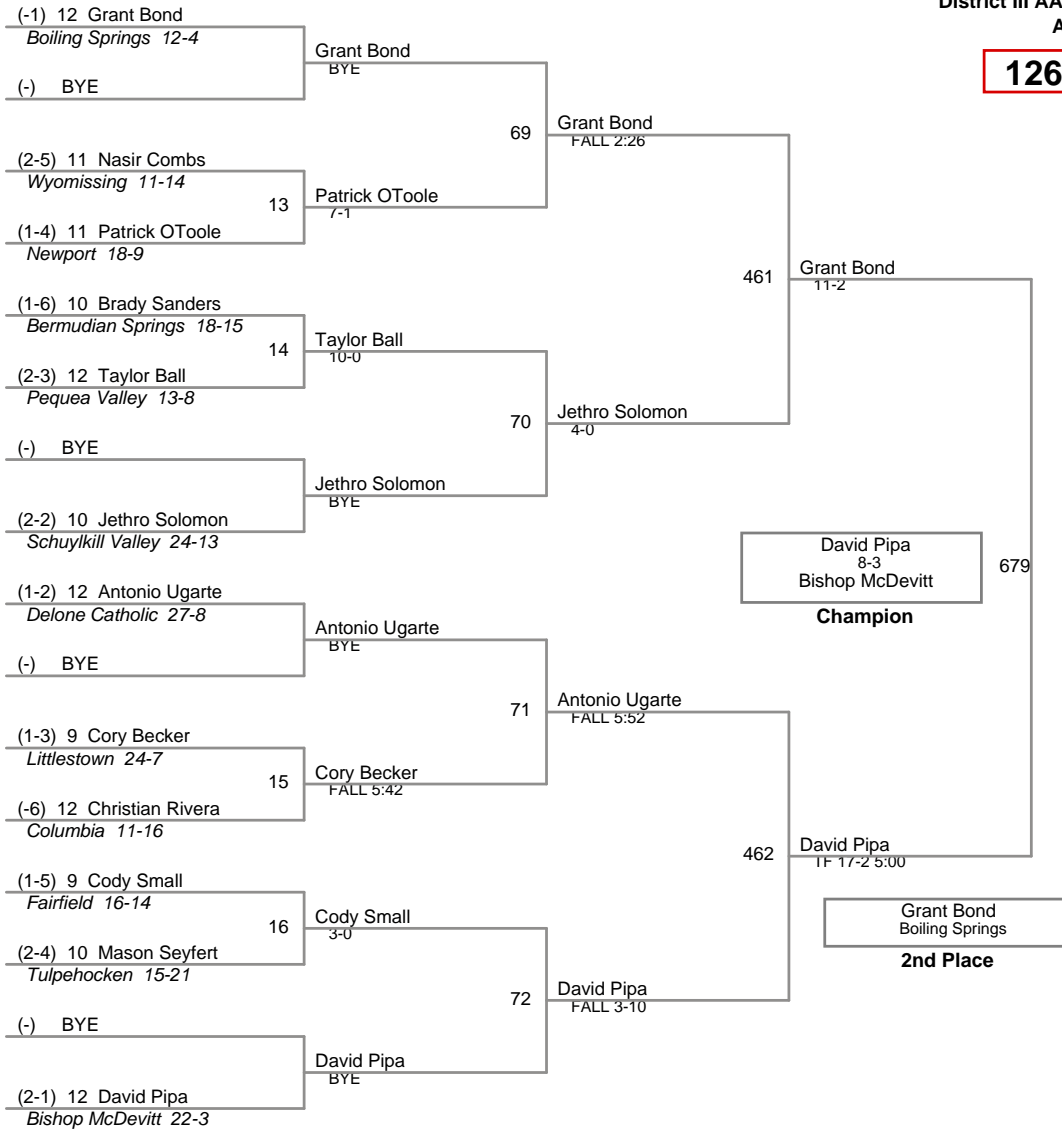 District III AA
A
126
(-1) 12 Grant Bond
Boiling Springs 12-4
Grant Bond
BYE
(-) BYE
69
Grant Bond
FALL 2:26
(2-5) 11 Nasir Combs
Wyomissing 11-14
13
Patrick OToole
7-1
(1-4) 11 Patrick OToole
Newport 18-9
461
Grant Bond
11-2
(1-6) 10 Brady Sanders
Bermudian Springs 18-15
14
Taylor Ball
10-0
(2-3) 12 Taylor Ball
Pequea Valley 13-8
70
Jethro Solomon
4-0
(-) BYE
Jethro Solomon
BYE
(2-2) 10 Jethro Solomon
Schuylkill Valley 24-13
David Pipa
8-3
Bishop McDevitt
679
Champion
(1-2) 12 Antonio Ugarte
Delone Catholic 27-8
Antonio Ugarte
BYE
(-) BYE
71
Antonio Ugarte
FALL 5:52
(1-3) 9 Cory Becker
Littlestown 24-7
15
Cory Becker
FALL 5:42
(-6) 12 Christian Rivera
Columbia 11-16
462
David Pipa
TF 17-2 5:00
(1-5) 9 Cody Small
Fairfield 16-14
16
Cody Small
3-0
(2-4) 10 Mason Seyfert
Tulpehocken 15-21
Grant Bond
Boiling Springs
2nd Place
72
David Pipa
FALL 3-10
(-) BYE
David Pipa
BYE
(2-1) 12 David Pipa
Bishop McDevitt 22-3